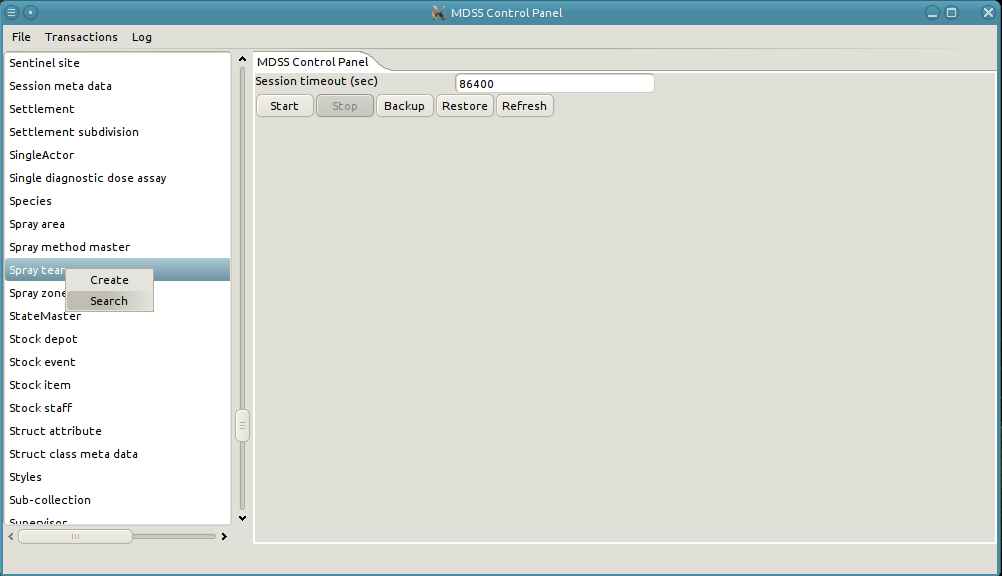 MDSS Control Panel
File Transactions Log
Sentinel site
Session meta data
Settlement
Settlement subdivision
SingleActor
Single diagnostic dose assay
Species
Spray area
Spray method master
Spray
Create
Spray zone
Search
StateMaster
Stock depot
Stock event
Stock item
Stock staff
Struct attribute
Struct class meta data
Styles
Sub-collection
Supervisor
MDSS Control Panel
Session timeout (sec) 86400
Start Stop Backup Restore Refresh